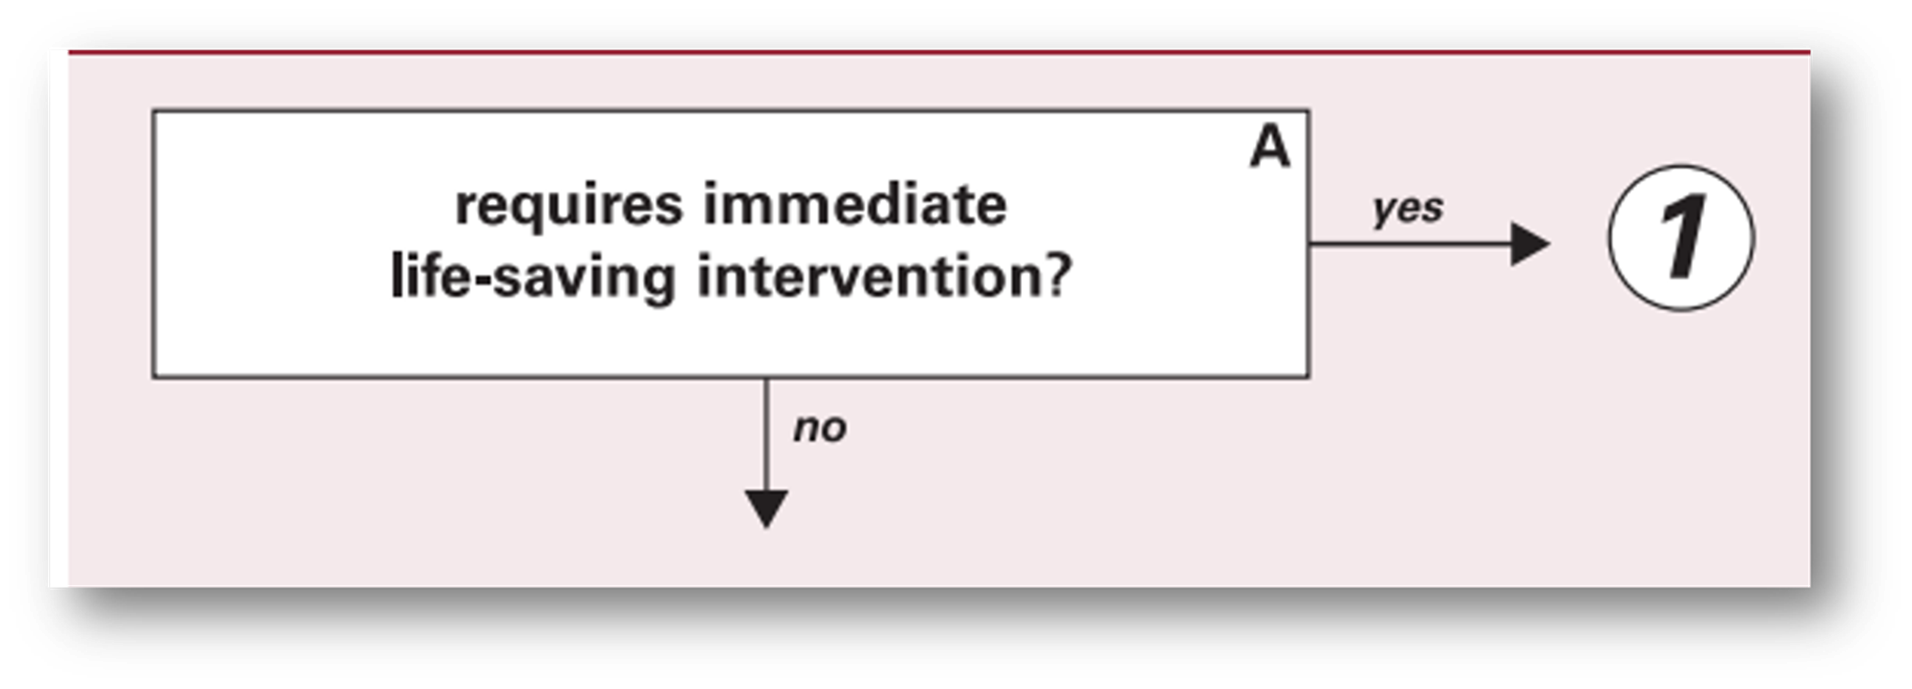 A
requires immediate
life-saving intervention?
yes
1
no